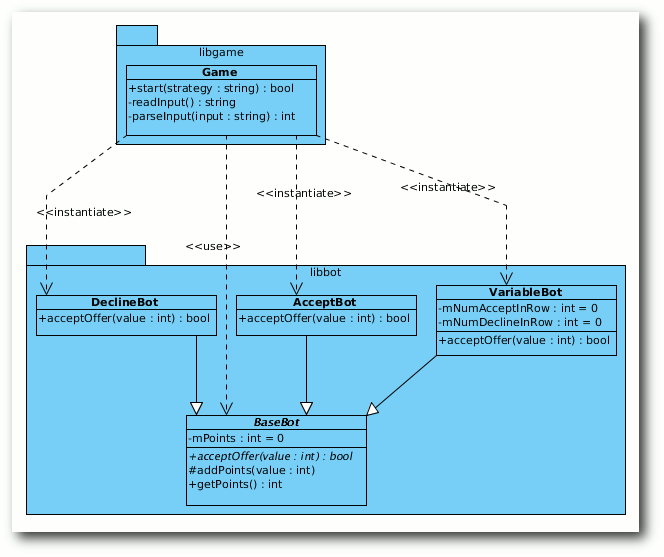 libgame
Game
+start(strategy : string) : bool
-readInput() : string
-parseInput(input : string) : int
<<instantiate>>
<<instantiate>>
<<instantiate>>
<<use>>
libbot
DeclineBot
+acceptOffer(value : int) : bool
AcceptBot
+acceptOffer(value : int) : bool
VariableBot
-mNumAcceptInRow : int = 0
-mNumDeclineInRow : int = 0
+acceptOffer(value : int) : bool
BaseBot
-mPoints : int = 0
+acceptOffer(value : int) : bool
#addPoints(value : int)
+getPoints() : int